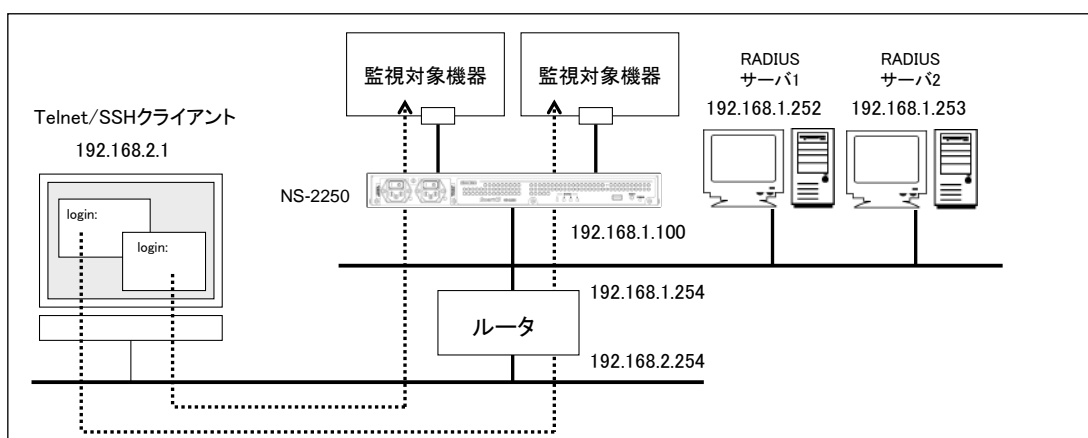 監視対象機器
監視対象機器
RADIUS
サーバ1
192.168.1.252
RADIUS
サーバ2
192.168.1.253
Telnet/SSHクライアント
192.168.2.1
login:
login:
NS-2250
192.168.1.100
192.168.1.254
ルータ
192.168.2.254